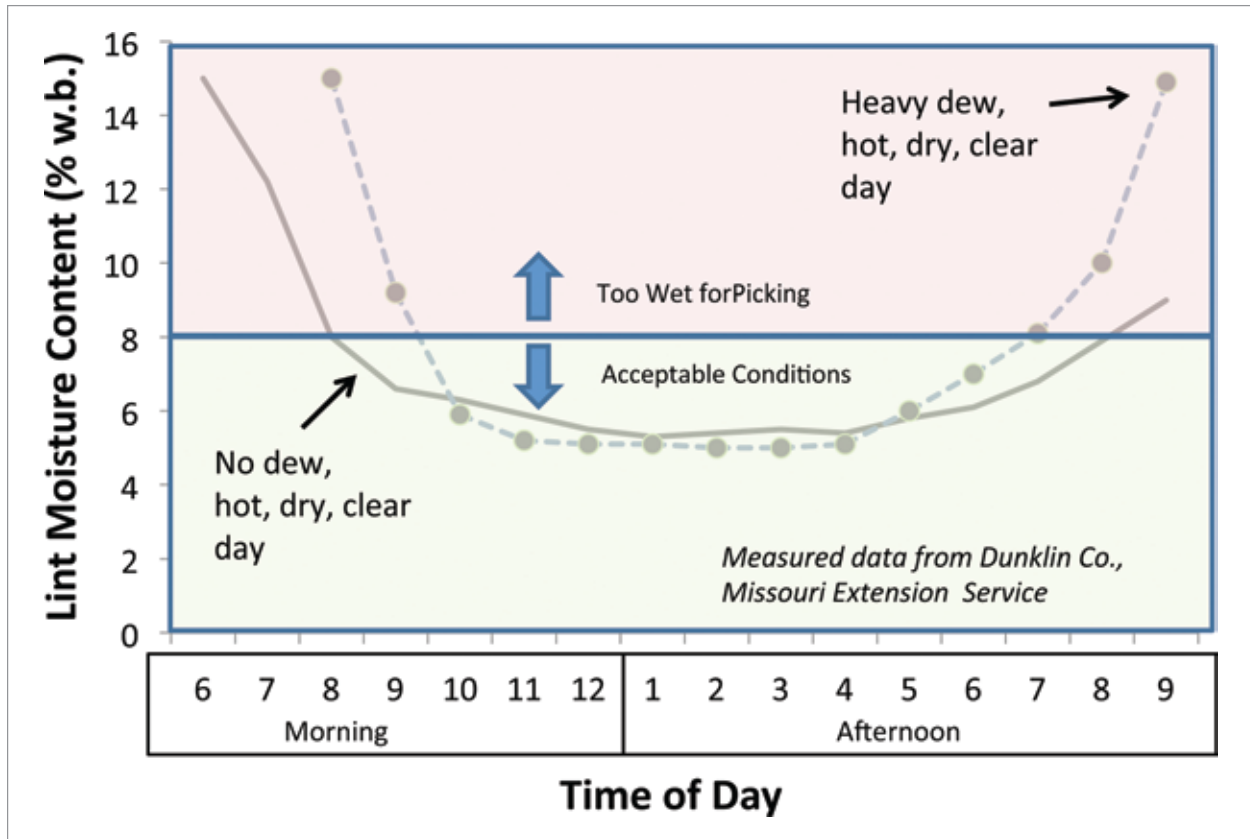 Lint Moisture Content (% w.b.)
16
14
12
10
8
6
4
2
0
Heavy dew,
hot, dry, clear
day
Too Wet forPicking
Acceptable Conditions
No dew,
hot, dry, clear
day
Measured data from Dunklin Co.,
Missouri Extension Service
6 7 8 9 10 11 12 1 2 3 4 5 6 7 8 9
Morning Afternoon
Time of Day